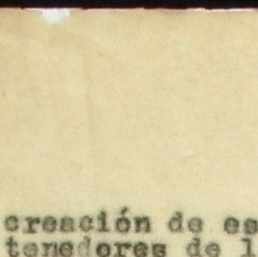 creación de es
tenedores de l